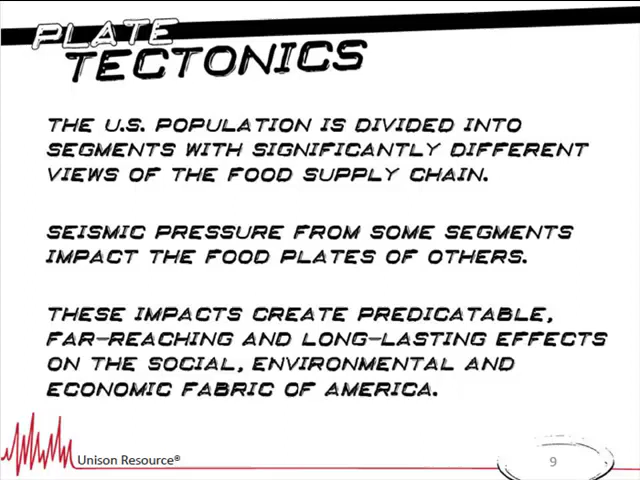 PLATE
TECTONICS
THE U.S. POPULATION IS DIVIDED INTO
SEGMENTS WITH SIGNIFICANTLY DIFFERENT
VIEWS OF THE FOOD SUPPLY CHAIN.
SEISMIC PRESSURE FROM SOME SEGMENTS
IMPACT THE FOOD PLATES OF OTHERS.
THESE IMPACTS CREATE PREDICATABLE,
FAR-REACHING AND LONG-LASTING EFFECTS
ON THE SOCIAL, ENVIRONMENTAL AND
ECONOMIC FABRIC OF AMERICA.
Unison Resource®
9